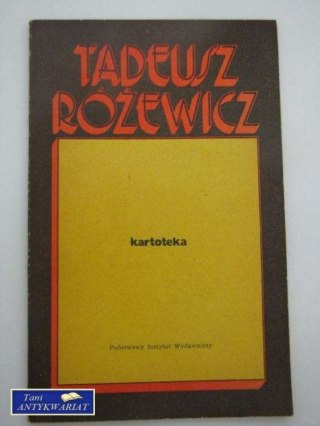 TADEUSZ
RÓŻEWICZ
kartoteka
Państwowy Instytut Wydawniczy
Tani
ANTYKWARIAT